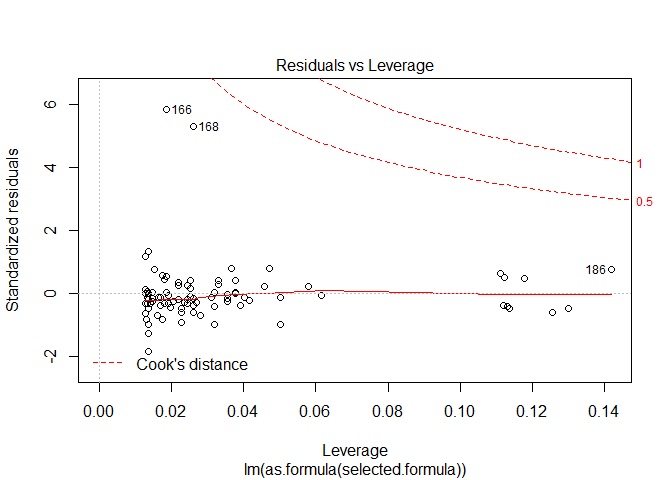 Residuals vs Leverage
Standardized residuals
6
4
2
0
-2
166
168
186
1
0.5
Cook's distance
0.00 0.02 0.04 0.06 0.08 0.10 0.12 0.14
Leverage
lm(as.formula(selected.formula))